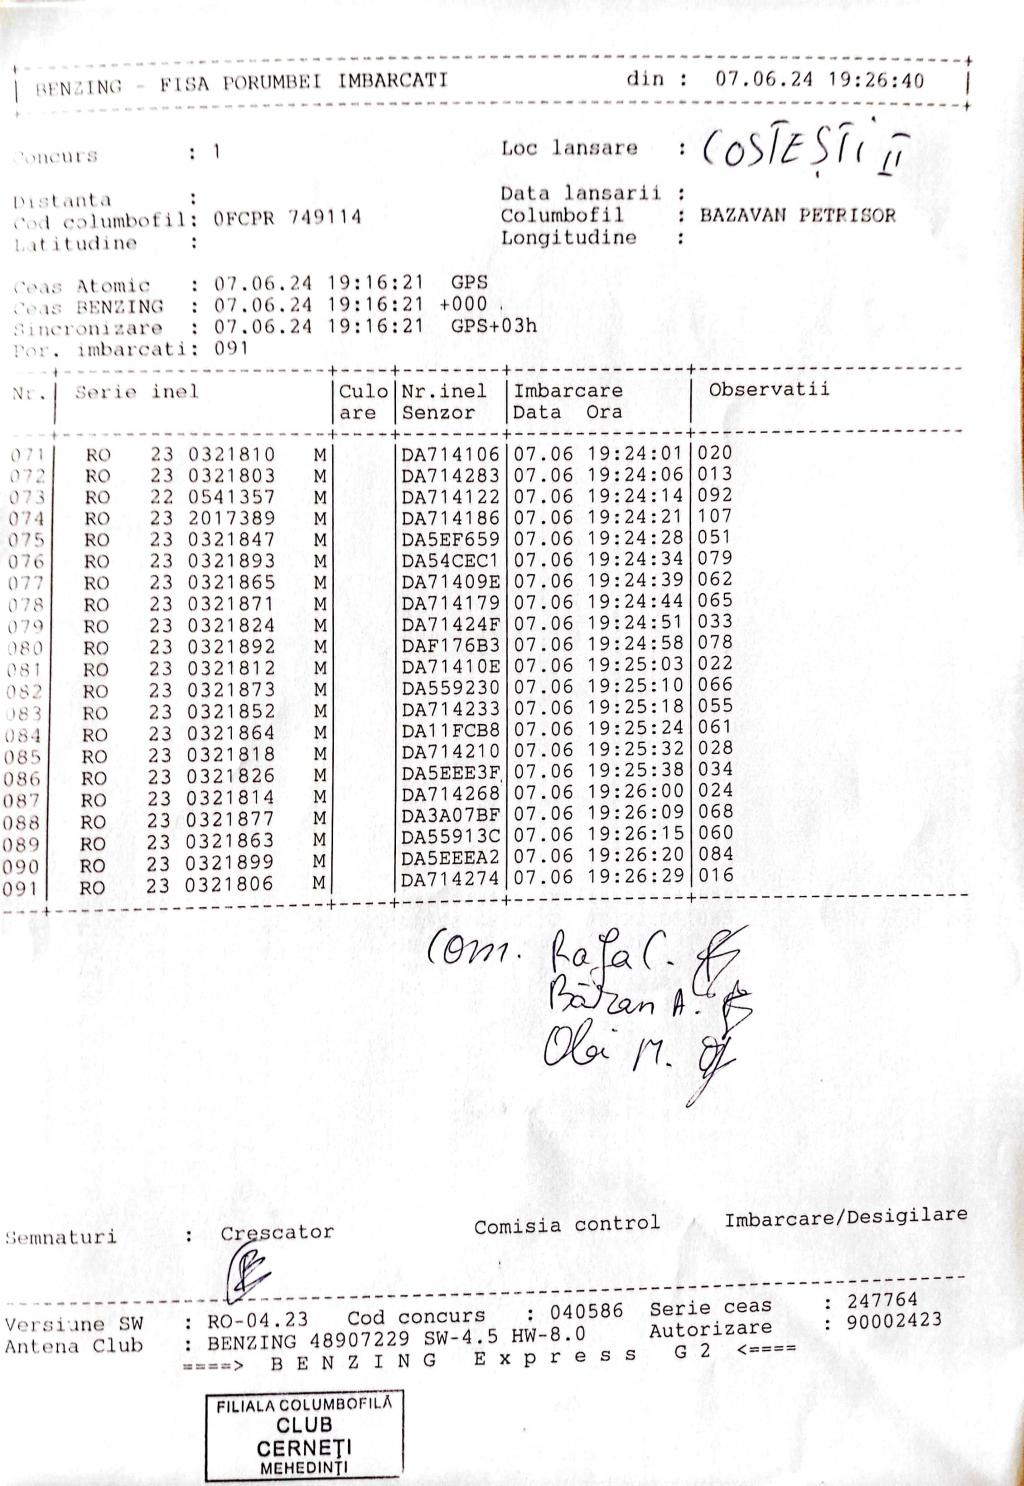 BENZING - FISA PORUMBEI IMBARCATI din : 07.06.24 19:26:40
Concurs : 1 Loc lansare : COSTEȘTI II
Distanta : Data lansarii :
Cod columbofil: 0FCPR 749114 Columbofil : BAZAVAN PETRISOR
Latitudine : Longitudine :
Ceas Atomic : 07.06.24 19:16:21 GPS
Ceas BENZING : 07.06.24 19:16:21 +000
Sincronizare : 07.06.24 19:16:21 GPS+03h
Por. imbarcati: 091
Nr. Serie inel Culo Nr.inel Imbarcare Observatii
are Senzor Data Ora
071 RO 23 0321810 M DA714106 07.06 19:24:01 020
072 RO 23 0321803 M DA714283 07.06 19:24:06 013
073 RO 22 0541357 M DA714122 07.06 19:24:14 092
074 RO 23 2017389 M DA714186 07.06 19:24:21 107
075 RO 23 0321847 M DA5EF659 07.06 19:24:28 051
076 RO 23 0321893 M DA54CEC1 07.06 19:24:34 079
077 RO 23 0321865 M DA71409E 07.06 19:24:39 062
078 RO 23 0321871 M DA714179 07.06 19:24:44 065
079 RO 23 0321824 M DA71424F 07.06 19:24:51 033
080 RO 23 0321892 M DAF176B3 07.06 19:24:58 078
081 RO 23 0321812 M DA71410E 07.06 19:25:03 022
082 RO 23 0321873 M DA559230 07.06 19:25:10 066
083 RO 23 0321852 M DA714233 07.06 19:25:18 055
084 RO 23 0321864 M DA11FCB8 07.06 19:25:24 061
085 RO 23 0321818 M DA714210 07.06 19:25:32 028
086 RO 23 0321826 M DA5EEE3F 07.06 19:25:38 034
087 RO 23 0321814 M DA714268 07.06 19:26:00 024
088 RO 23 0321877 M DA3A07BF 07.06 19:26:09 068
089 RO 23 0321863 M DA55913C 07.06 19:26:15 060
090 RO 23 0321899 M DA5EEEA2 07.06 19:26:20 084
091 RO 23 0321806 M DA714274 07.06 19:26:29 016
Com. Rafa C.
Bătran A.
M.
Semnaturi : Crescator Comisia control Imbarcare/Desigilare
Versiune SW : RO-04.23 Cod concurs : 040586 Serie ceas : 247764
Antena Club : BENZING 48907229 SW-4.5 HW-8.0 Autorizare : 90002423
====> B E N Z I N G E x p r e s s G 2 <====
FILIALA COLUMBOFILĂ
CLUB
CERNEȚI
MEHEDINȚI